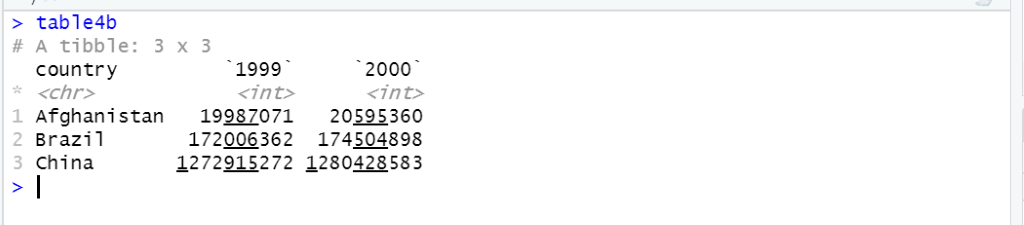 > table4b
# A tibble: 3 x 3
  country `1999` `2000`
* <chr> <int> <int>
1 Afghanistan 19987071 20595360
2 Brazil 172006362 174504898
3 China 1272915272 1280428583
>